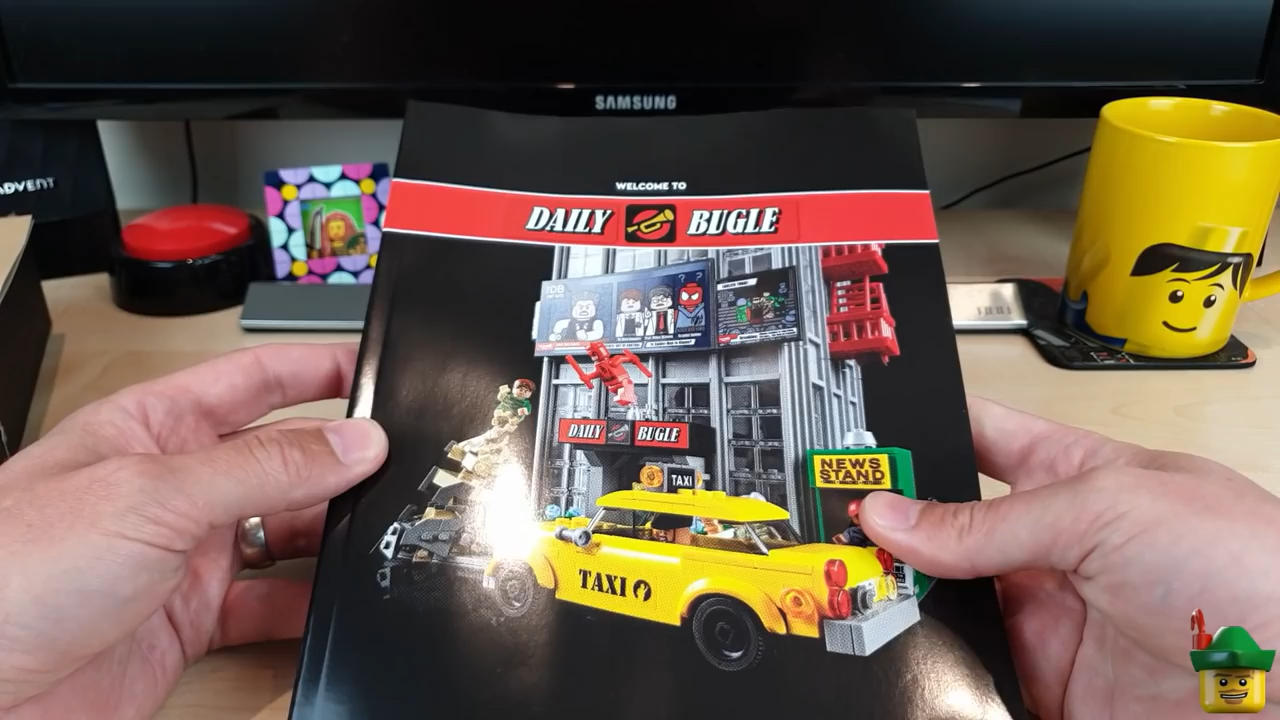 SAMSUNG
ADVENT
WELCOME TO
DAILY BUGLE
DAILY BUGLE
TAXI
NEWS
STAND
TAXI